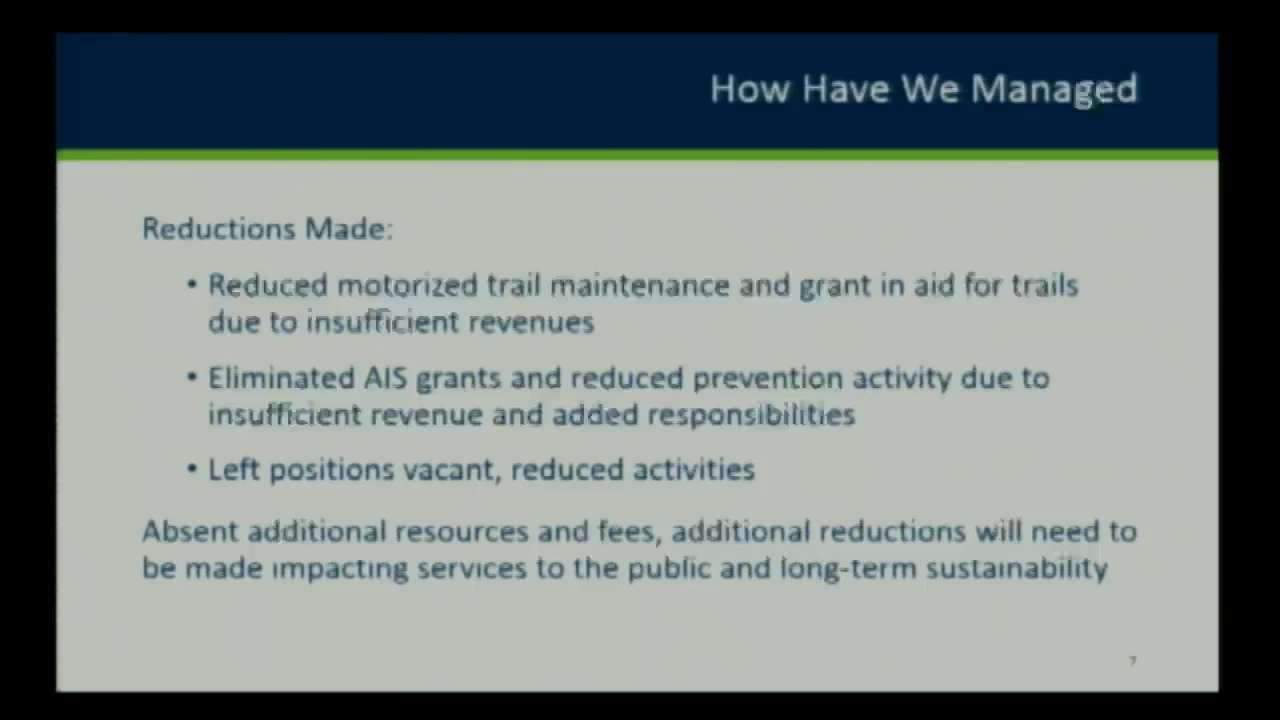 How Have We Managed
Reductions Made:
• Reduced motorized trail maintenance and grant in aid for trails
due to insufficient revenues
• Eliminated AIS grants and reduced prevention activity due to
insufficient revenue and added responsibilities
• Left positions vacant, reduced activities
Absent additional resources and fees, additional reductions will need to
be made impacting services to the public and long-term sustainability
7